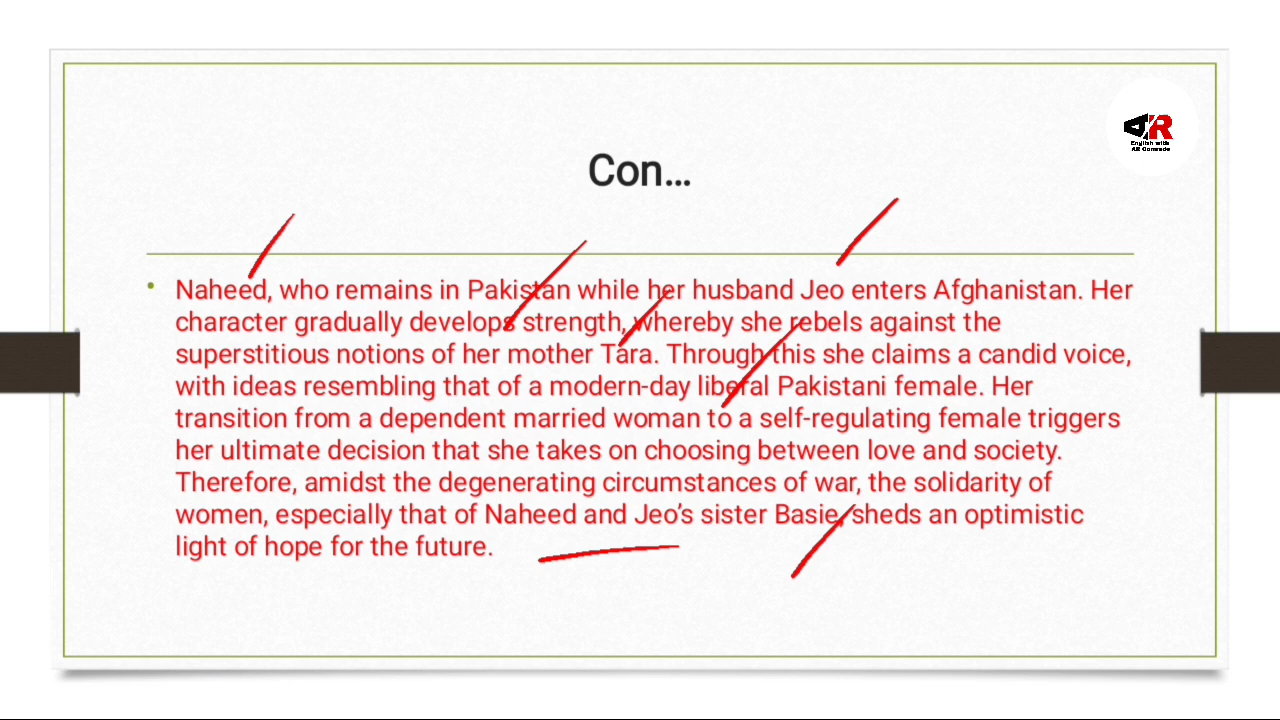 AR
English with
AR Comrade
Con...
• Naheed, who remains in Pakistan while her husband Jeo enters Afghanistan. Her
character gradually develops strength, whereby she rebels against the
superstitious notions of her mother Tara. Through this she claims a candid voice,
with ideas resembling that of a modern-day liberal Pakistani female. Her
transition from a dependent married woman to a self-regulating female triggers
her ultimate decision that she takes on choosing between love and society.
Therefore, amidst the degenerating circumstances of war, the solidarity of
women, especially that of Naheed and Jeo's sister Basie, sheds an optimistic
light of hope for the future.